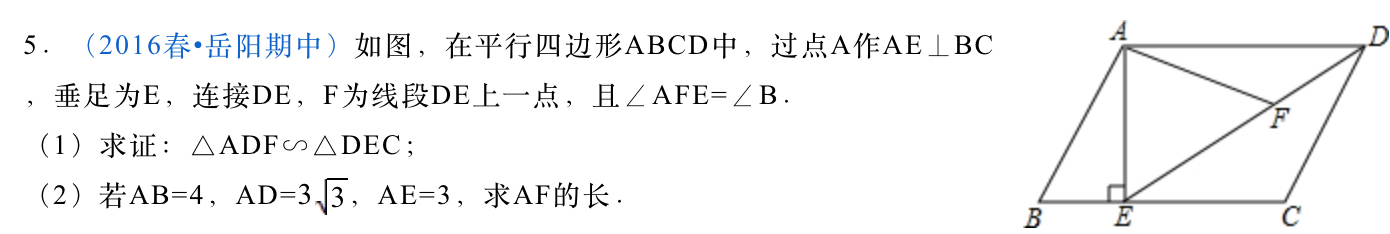 5．（2016春•岳阳期中）如图，在平行四边形ABCD中，过点A作AE⊥BC
，垂足为E，连接DE，F为线段DE上一点，且∠AFE=∠B．
（1）求证：△ADF∽△DEC；
（2）若AB=4，AD=3√3，AE=3，求AF的长．
A
D
F
B
E
C